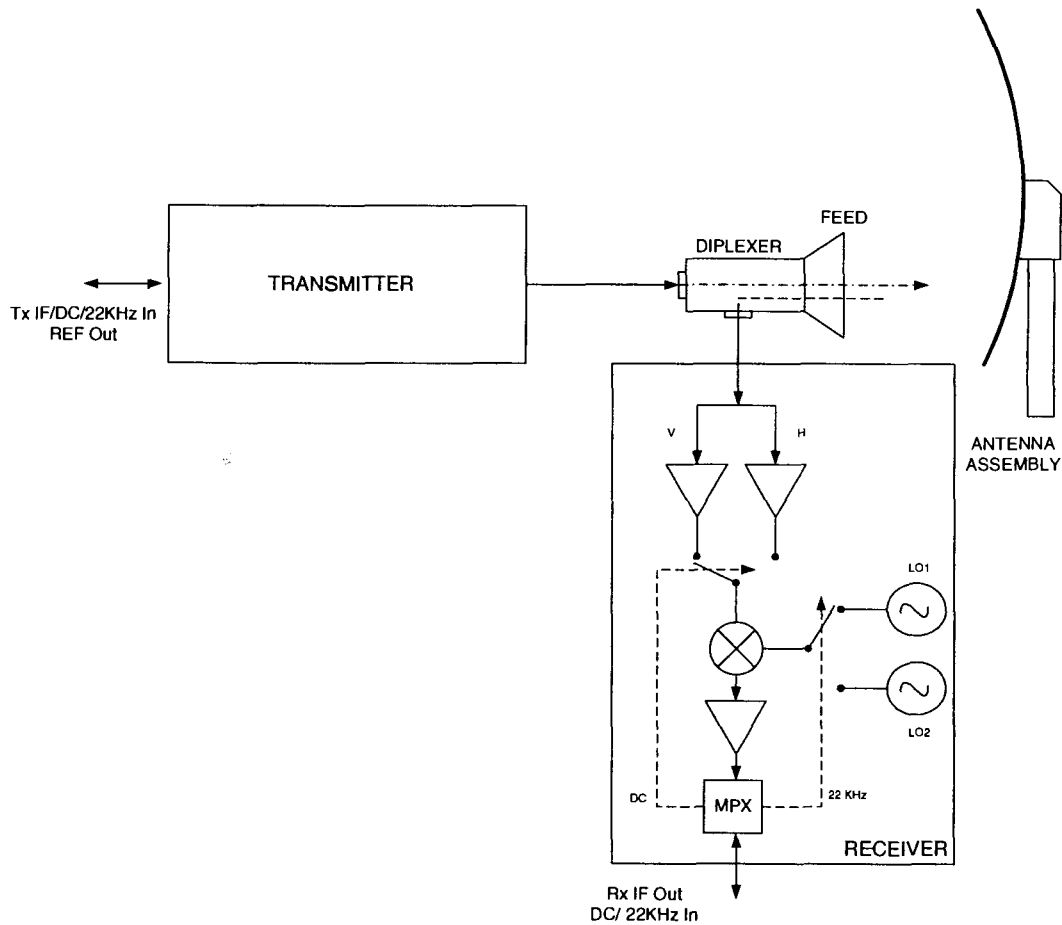 FEED
DIPLEXER
TRANSMITTER
Tx IF/DC/22KHz In
REF Out
ANTENNA
ASSEMBLY
V
H
LO1
LO2
DC
MPX
22 KHz
RECEIVER
Rx IF Out
DC/ 22KHz In